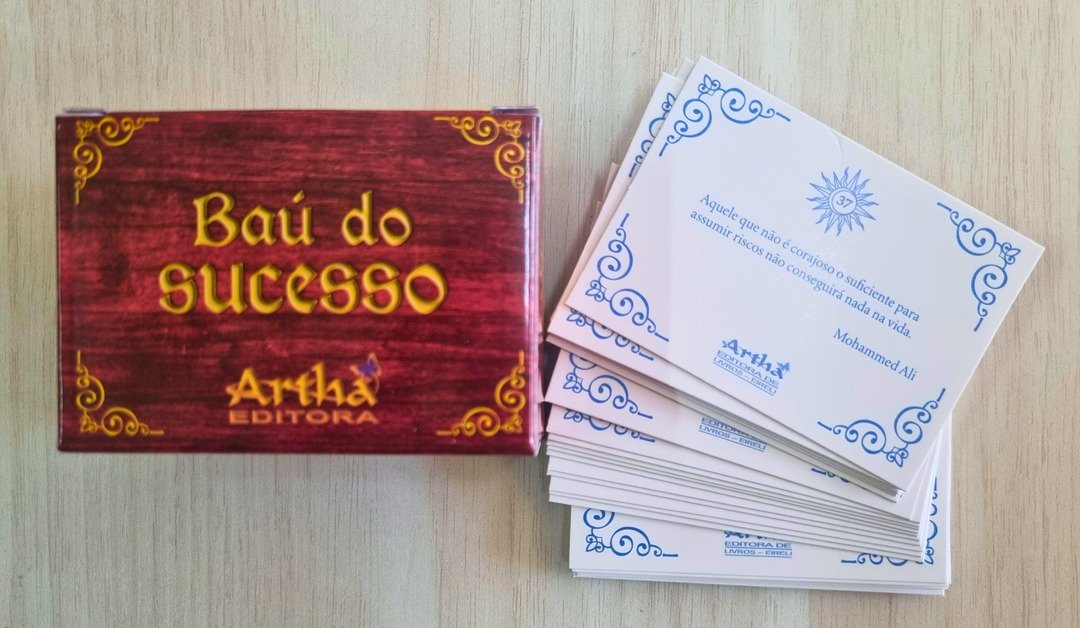 Baú do
sucesso
Artha
EDITORA
37
Aquele que não é corajoso o suficiente para
assumir riscos não conseguirá nada na vida.
Mohammed Ali
Artha
EDITORA DE
LIVROS – EIRELI
EDITORA DE
LIVROS – EIRELI
EDITORA DE
LIVROS – EIRELI